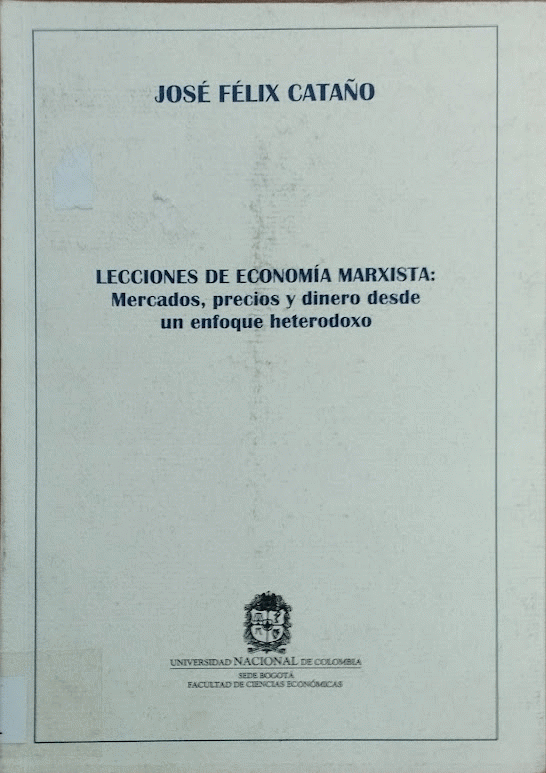 JOSÉ FÉLIX CATAÑO
LECCIONES DE ECONOMÍA MARXISTA:
Mercados, precios y dinero desde
un enfoque heterodoxo
UNIVERSIDAD NACIONAL DE COLOMBIA
SEDE BOGOTÁ
FACULTAD DE CIENCIAS ECONÓMICAS